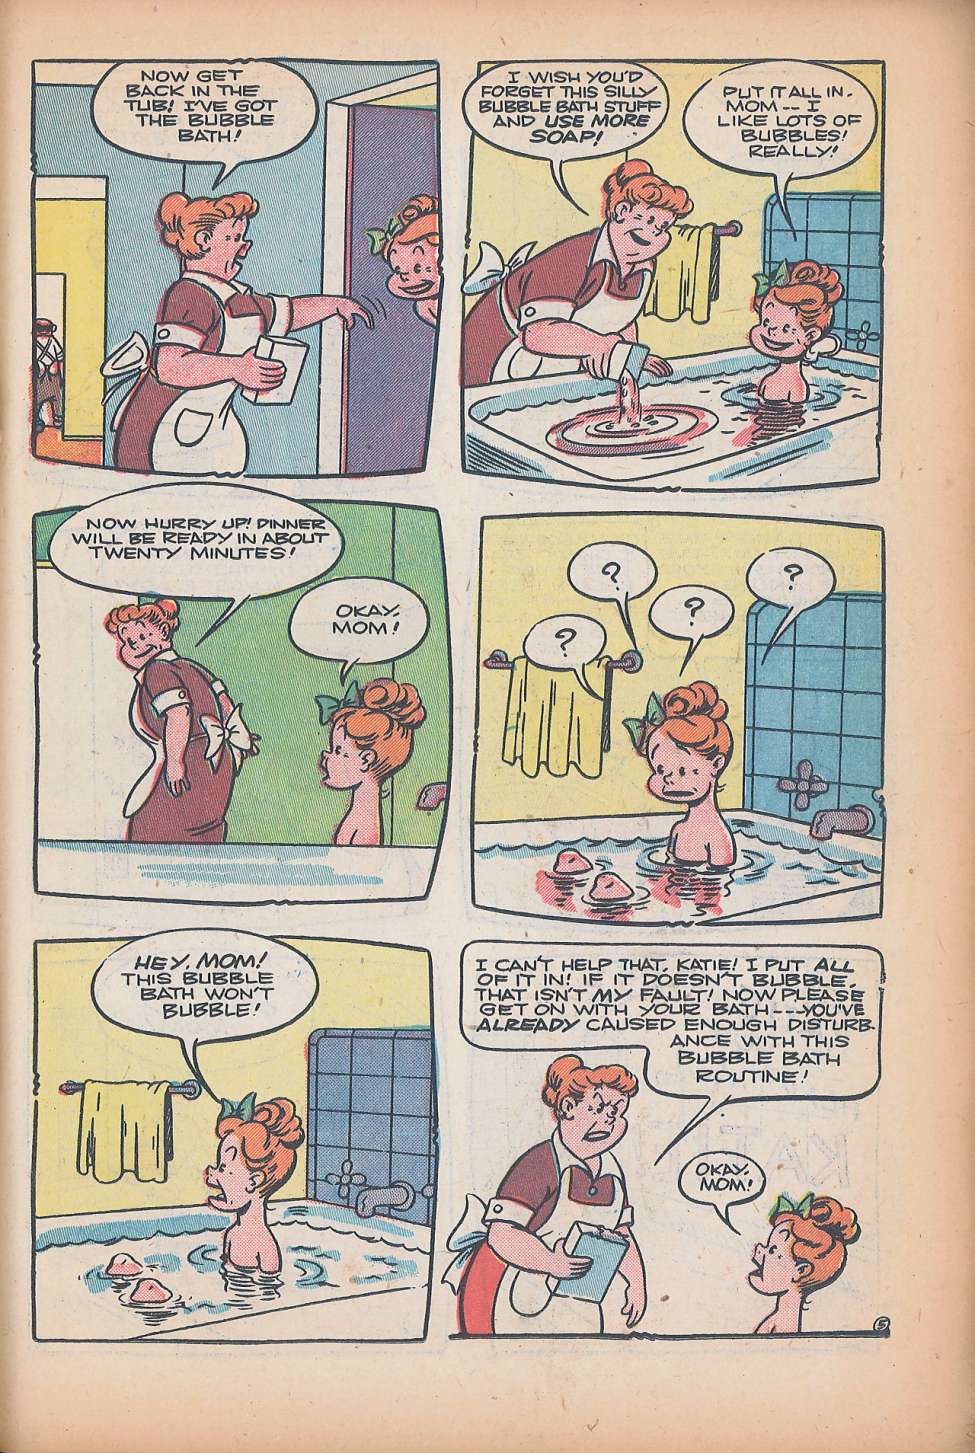 NOW GET
BACK IN THE
TUB! I'VE GOT
THE BUBBLE
BATH!
I WISH YOU'D
FORGET THIS SILLY
BUBBLE BATH STUFF
AND USE MORE
SOAP!
PUT IT ALL IN,
MOM -- I
LIKE LOTS OF
BUBBLES!
REALLY!
NOW HURRY UP! DINNER
WILL BE READY IN ABOUT
TWENTY MINUTES!
OKAY,
MOM!
?
?
?
?
HEY, MOM!
THIS BUBBLE
BATH WON'T
BUBBLE!
I CAN'T HELP THAT, KATIE! I PUT ALL
OF IT IN! IF IT DOESN'T BUBBLE,
THAT ISN'T MY FAULT! NOW PLEASE
GET ON WITH YOUR BATH---YOU'VE
ALREADY CAUSED ENOUGH DISTURB-
ANCE WITH THIS
BUBBLE BATH
ROUTINE!
OKAY,
MOM!
5